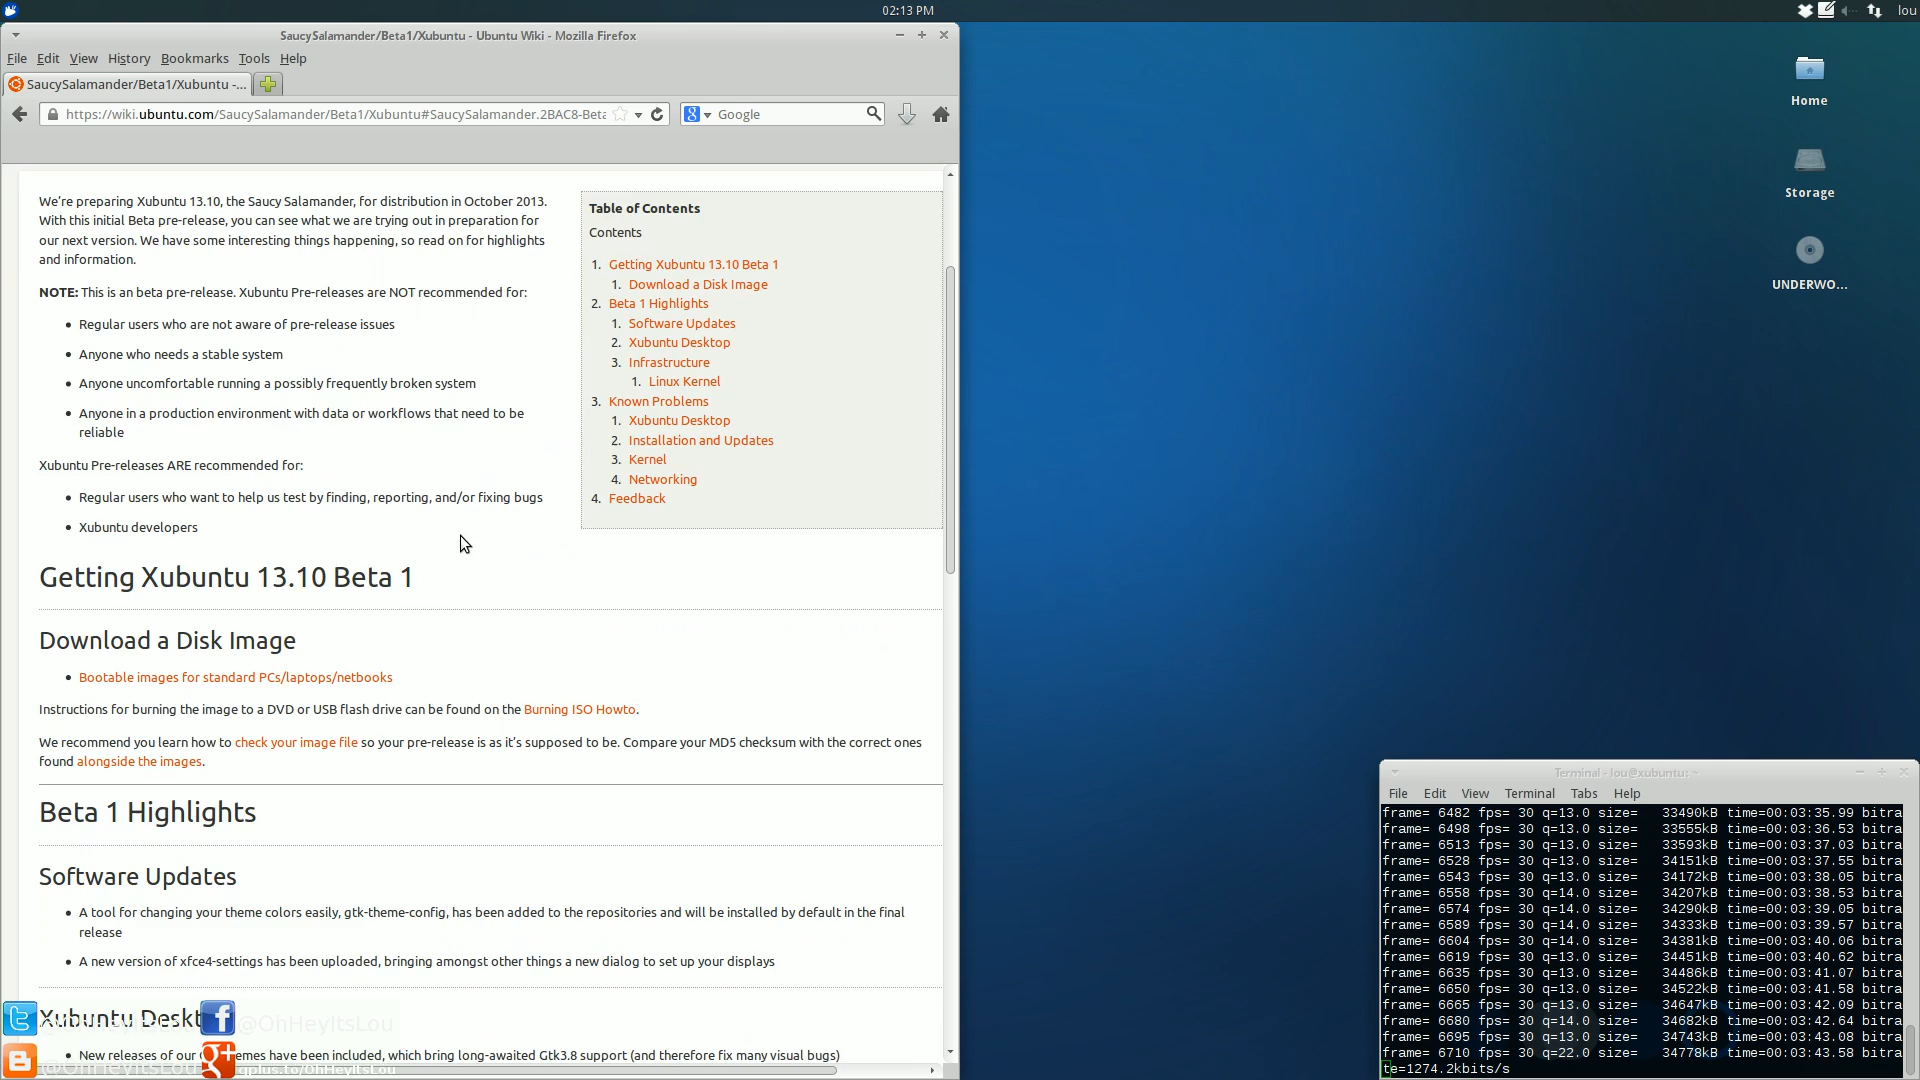 02:13 PM
lou
SaucySalamander/Beta1/Xubuntu - Ubuntu Wiki - Mozilla Firefox
File Edit View History Bookmarks Tools Help
SaucySalamander/Beta1/Xubuntu -...
https://wiki.ubuntu.com/SaucySalamander/Beta1/Xubuntu#SaucySalamander.2BAC8-Beta
Google
We're preparing Xubuntu 13.10, the Saucy Salamander, for distribution in October 2013.
With this initial Beta pre-release, you can see what we are trying out in preparation for
our next version. We have some interesting things happening, so read on for highlights
and information.
NOTE: This is an beta pre-release. Xubuntu Pre-releases are NOT recommended for:
• Regular users who are not aware of pre-release issues
• Anyone who needs a stable system
• Anyone uncomfortable running a possibly frequently broken system
• Anyone in a production environment with data or workflows that need to be
reliable
Xubuntu Pre-releases ARE recommended for:
• Regular users who want to help us test by finding, reporting, and/or fixing bugs
• Xubuntu developers
Table of Contents
Contents
1. Getting Xubuntu 13.10 Beta 1
1. Download a Disk Image
2. Beta 1 Highlights
1. Software Updates
2. Xubuntu Desktop
3. Infrastructure
1. Linux Kernel
3. Known Problems
1. Xubuntu Desktop
2. Installation and Updates
3. Kernel
4. Networking
4. Feedback
Getting Xubuntu 13.10 Beta 1
Download a Disk Image
• Bootable images for standard PCs/laptops/netbooks
Instructions for burning the image to a DVD or USB flash drive can be found on the Burning ISO Howto.
We recommend you learn how to check your image file so your pre-release is as it's supposed to be. Compare your MD5 checksum with the correct ones
found alongside the images.
Beta 1 Highlights
Software Updates
• A tool for changing your theme colors easily, gtk-theme-config, has been added to the repositories and will be installed by default in the final
release
• A new version of xfce4-settings has been uploaded, bringing amongst other things a new dialog to set up your displays
Xubuntu Deskt
@OhHeyItsLou
@OhHeyItsLou
• New releases of our emes have been included, which bring long-awaited Gtk3.8 support (and therefore fix many visual bugs)
@OhHeyItsLou
gplus.to/OhHeyItsLou
Home
Storage
UNDERWO...
Terminal - lou@xubuntu: ~
File Edit View Terminal Tabs Help
frame= 6482 fps= 30 q=13.0 size= 33490kB time=00:03:35.99 bitra
frame= 6498 fps= 30 q=13.0 size= 33555kB time=00:03:36.53 bitra
frame= 6513 fps= 30 q=13.0 size= 33593kB time=00:03:37.03 bitra
frame= 6528 fps= 30 q=13.0 size= 34151kB time=00:03:37.55 bitra
frame= 6543 fps= 30 q=13.0 size= 34172kB time=00:03:38.05 bitra
frame= 6558 fps= 30 q=14.0 size= 34207kB time=00:03:38.53 bitra
frame= 6574 fps= 30 q=14.0 size= 34290kB time=00:03:39.05 bitra
frame= 6589 fps= 30 q=14.0 size= 34333kB time=00:03:39.57 bitra
frame= 6604 fps= 30 q=14.0 size= 34381kB time=00:03:40.06 bitra
frame= 6619 fps= 30 q=13.0 size= 34451kB time=00:03:40.62 bitra
frame= 6635 fps= 30 q=13.0 size= 34486kB time=00:03:41.07 bitra
frame= 6650 fps= 30 q=13.0 size= 34522kB time=00:03:41.58 bitra
frame= 6665 fps= 30 q=13.0 size= 34647kB time=00:03:42.09 bitra
frame= 6680 fps= 30 q=14.0 size= 34682kB time=00:03:42.64 bitra
frame= 6695 fps= 30 q=13.0 size= 34743kB time=00:03:43.08 bitra
frame= 6710 fps= 30 q=22.0 size= 34778kB time=00:03:43.58 bitra
te=1274.2kbits/s